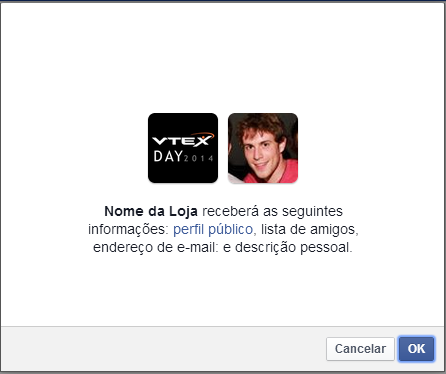 VTEX
DAY 2014
Nome da Loja receberá as seguintes
informações: perfil público, lista de amigos,
endereço de e-mail: e descrição pessoal.
Cancelar OK